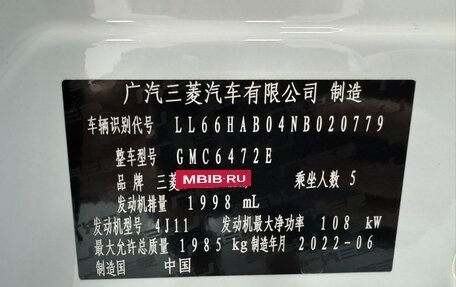 广汽三菱汽车有限公司 制造
车辆识别代号 LL66HAB04NB020779
整车型号 GMC6472E
品 牌 三菱 MBIB.RU 乘坐人数 5
发动机排量 1998 mL
发动机型号 4J11 发动机最大净功率 108 kW
最大允许总质量 1985 kg 制造年月 2022-06
制造国 中国